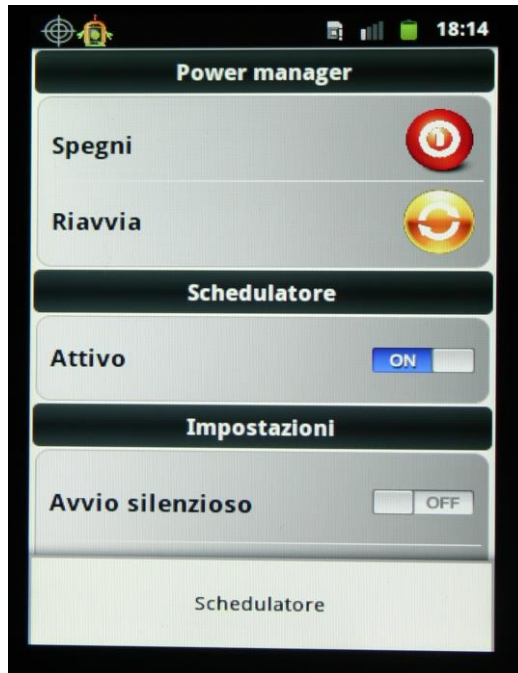 18:14
Power manager
Spegni
Riavvia
Schedulatore
Attivo
ON
Impostazioni
Avvio silenzioso
OFF
Schedulatore